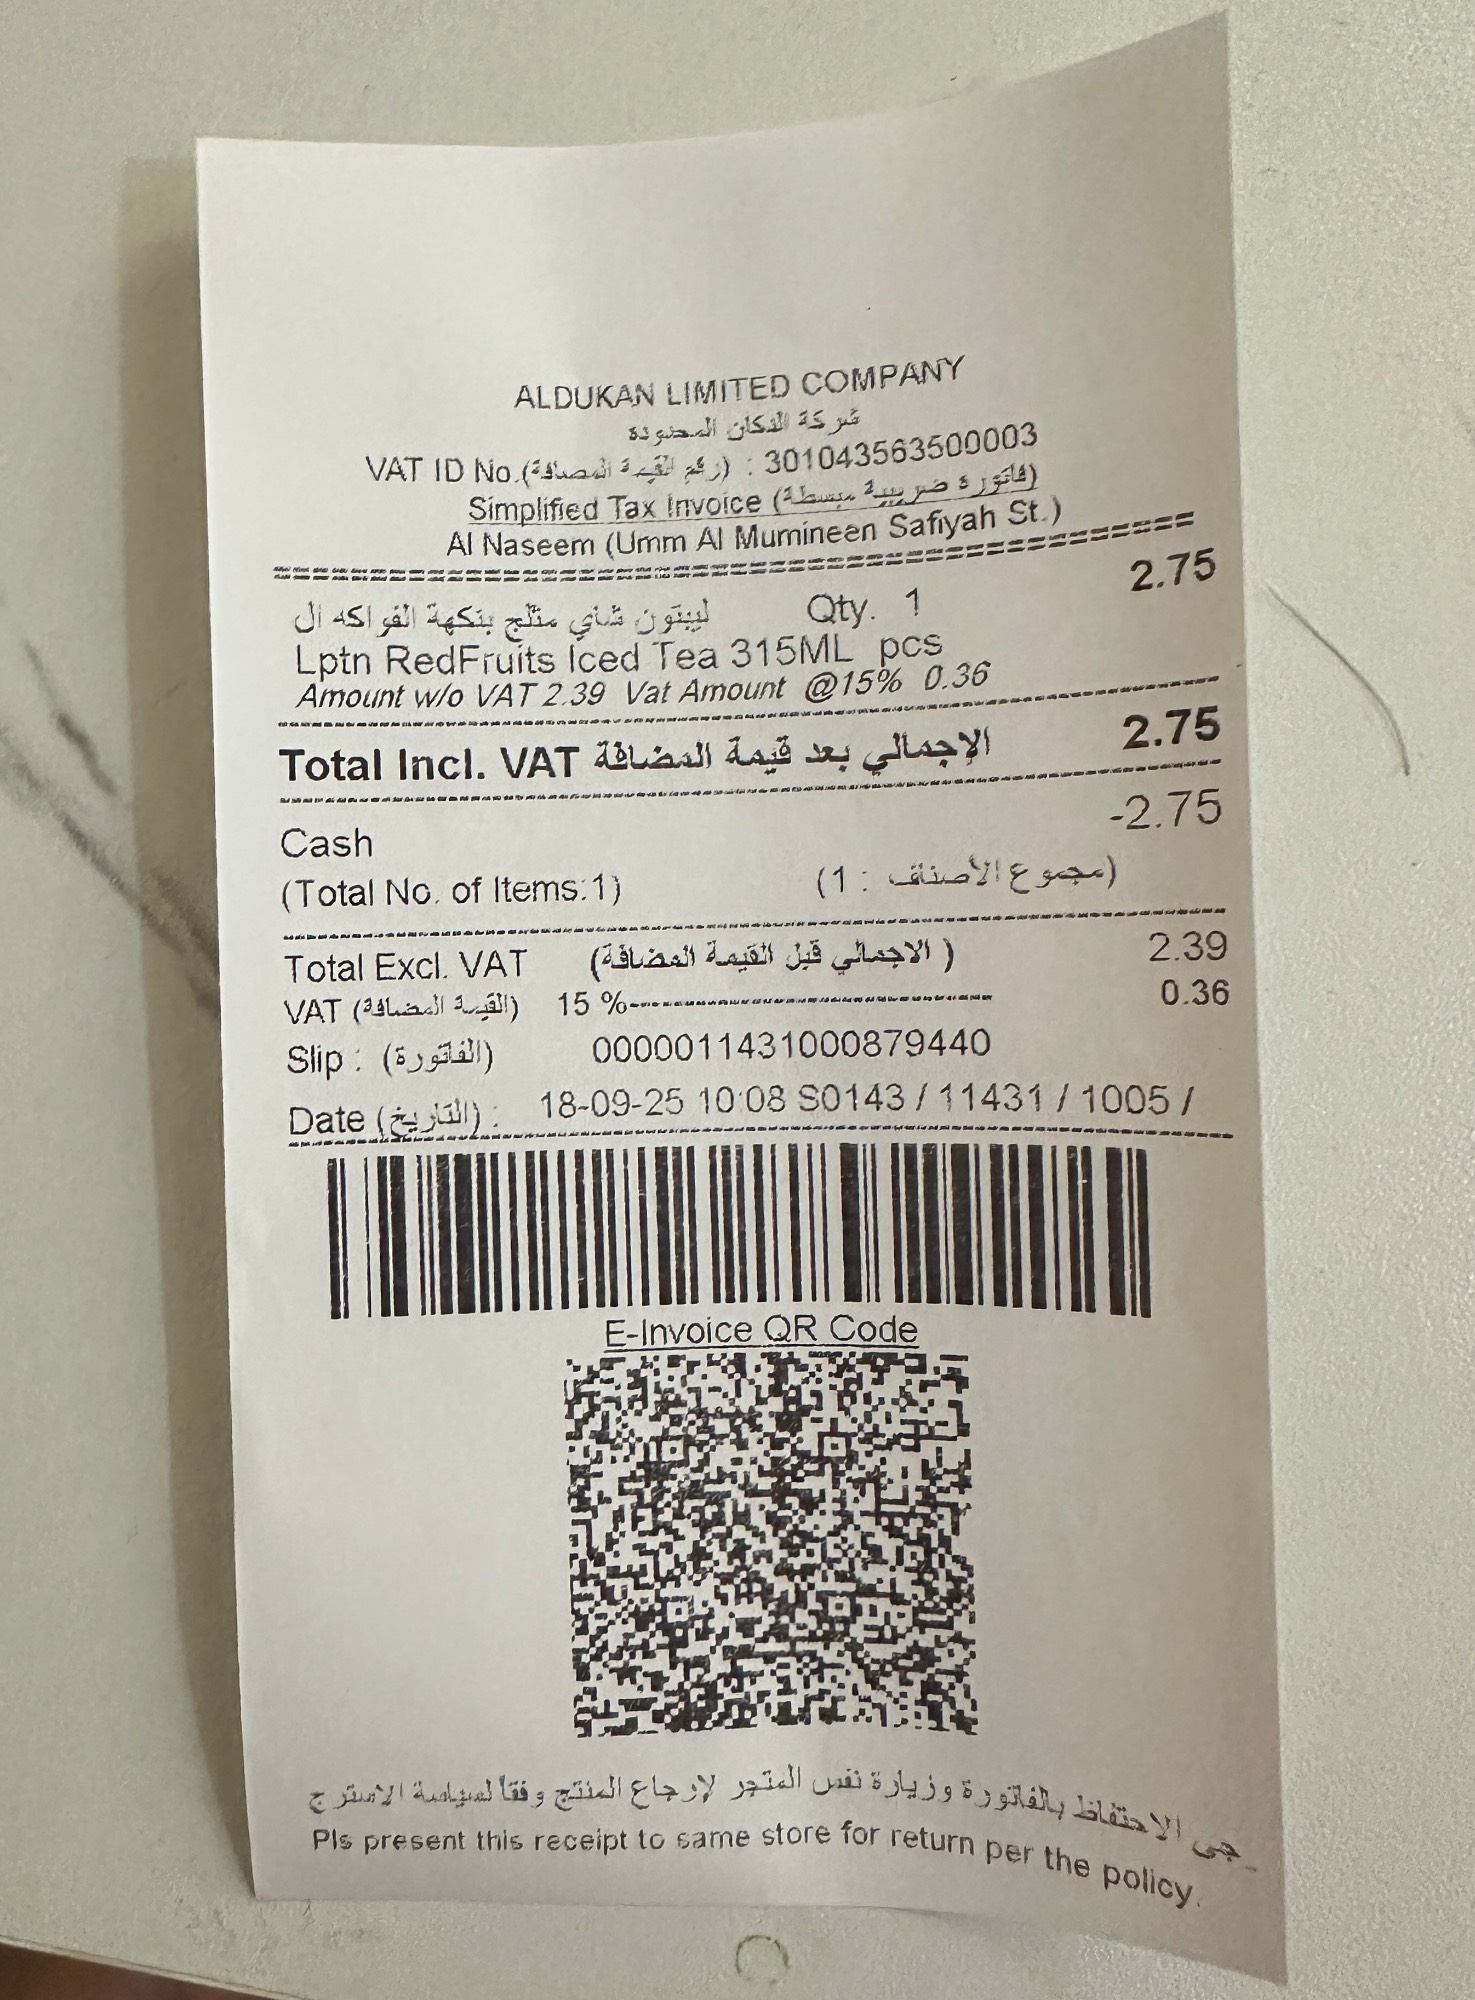 ALDUKAN LIMITED COMPANY
شركة الدكان المحدودة
VAT ID No.(رقم القيمة المضافة) : 301043563500003
Simplified Tax Invoice (فاتورة ضريبية مبسطة)
Al Naseem (Umm Al Mumineen Safiyah St.)
2.75
ليبتون شاي مثلج بنكهة الفواكه ال Qty. 1
Lptn RedFruits Iced Tea 315ML pcs
Amount w/o VAT 2.39 Vat Amount @15% 0.36
Total Incl. VAT الإجمالي بعد قيمة المضافة 2.75
Cash -2.75
(Total No. of Items:1) (مجموع الأصناف : 1)
Total Excl. VAT (الاجمالي قبل القيمة المضافة ) 2.39
VAT (القيمة المضافة) 15 %------------------------------ 0.36
Slip : (الفاتورة) 0000011431000879440
Date (التاريخ) : 18-09-25 10:08 S0143 / 11431 / 1005 /
E-Invoice QR Code
جى الاحتفاظ بالفاتورة وزيارة نفس المتجر لإرجاع المنتج وفقاً لسياسة الاسترج
Pls present this receipt to same store for return per the policy.